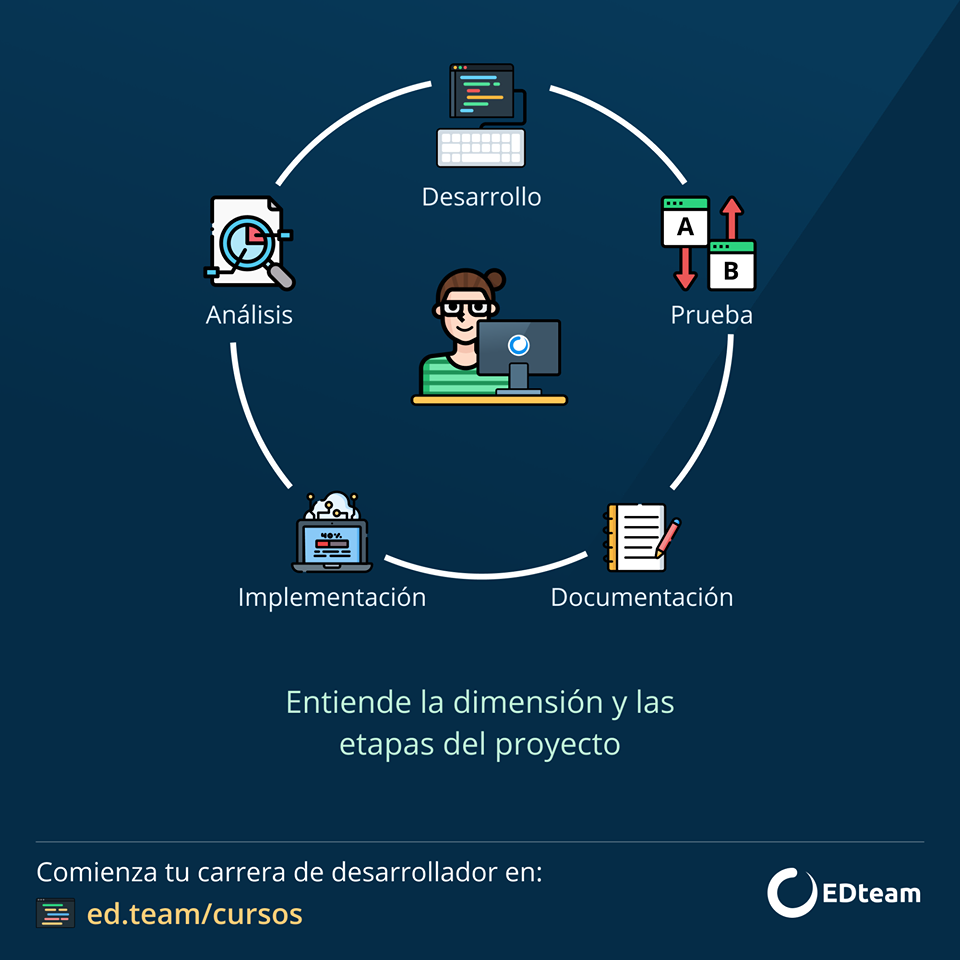 Desarrollo
A
B
Análisis
Prueba
40%
Implementación
Documentación
Entiende la dimensión y las
etapas del proyecto
Comienza tu carrera de desarrollador en:
ed.team/cursos
EDteam